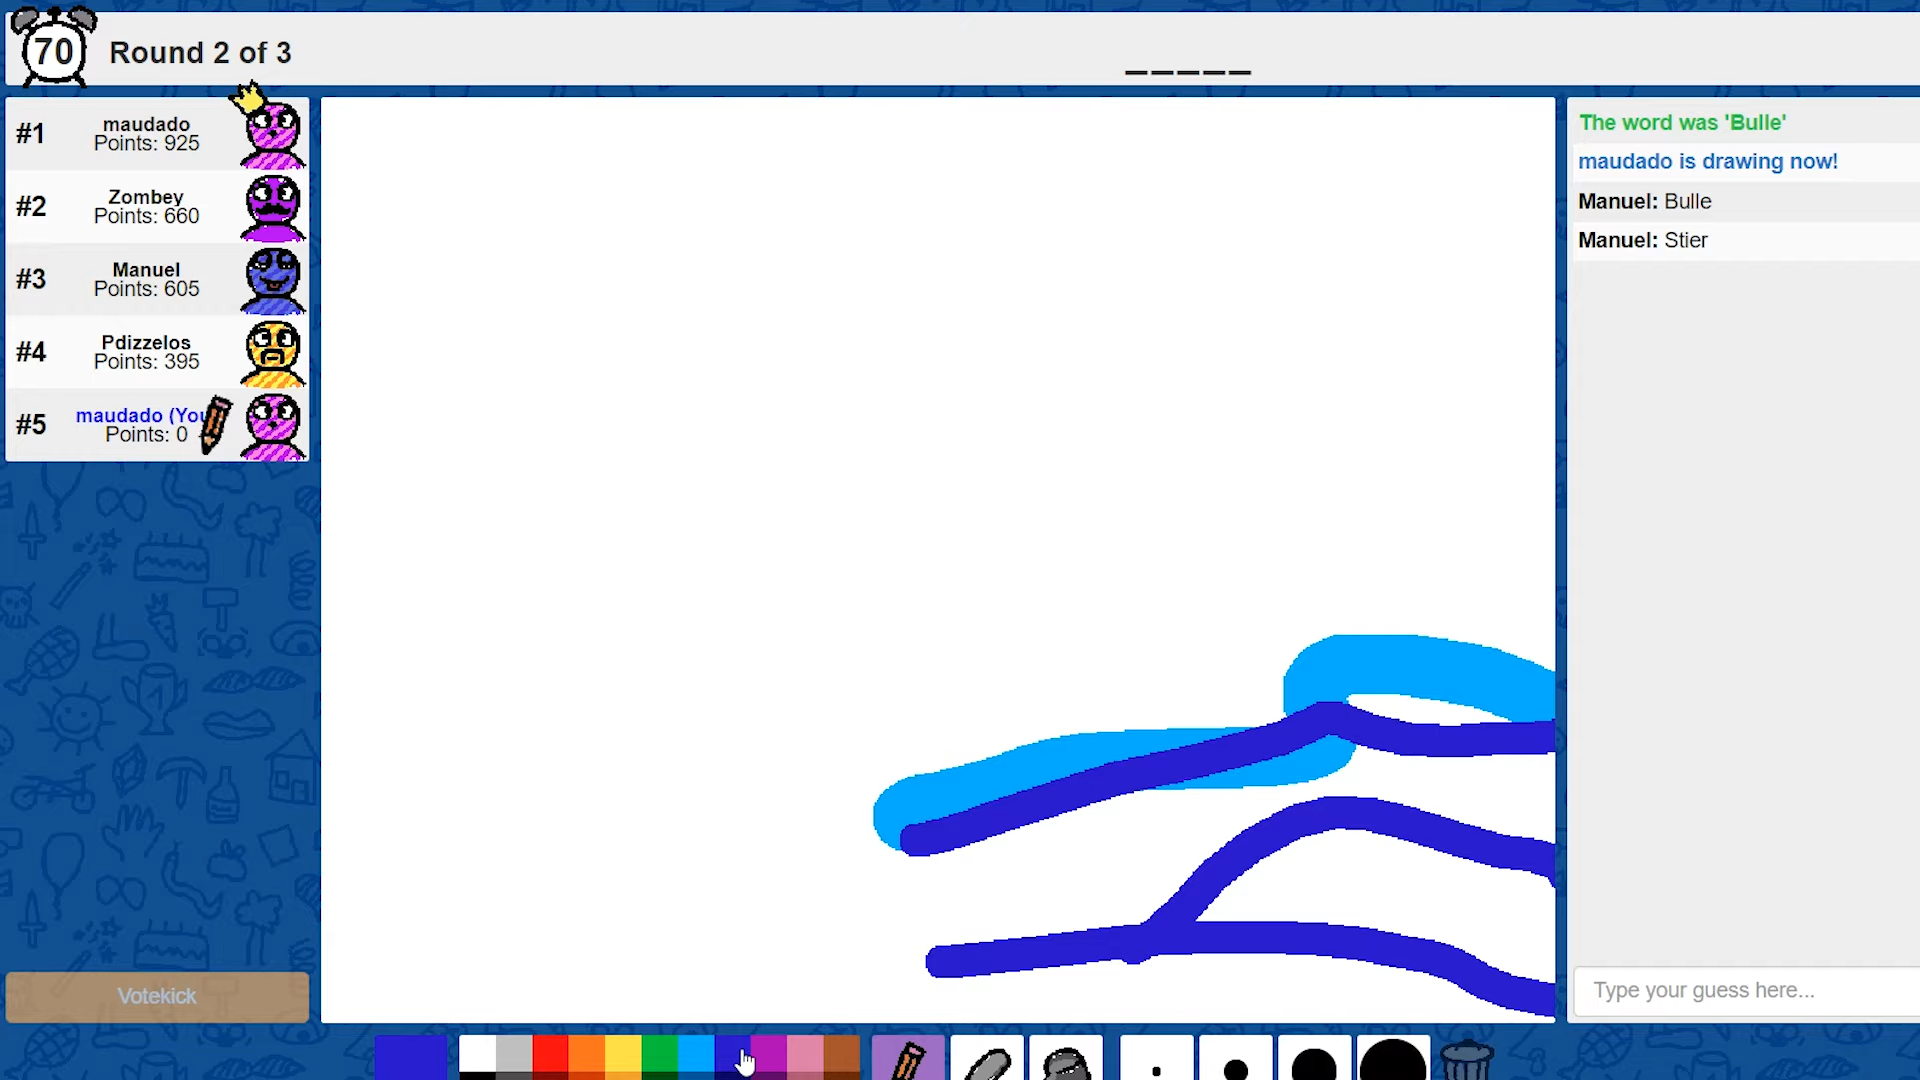 70
Round 2 of 3
_ _ _ _ _
#1
maudado
Points: 925
#2
Zombey
Points: 660
#3
Manuel
Points: 605
#4
Pdizzelos
Points: 395
#5
maudado (You
Points: 0
Votekick
The word was 'Bulle'
maudado is drawing now!
Manuel: Bulle
Manuel: Stier
Type your guess here...